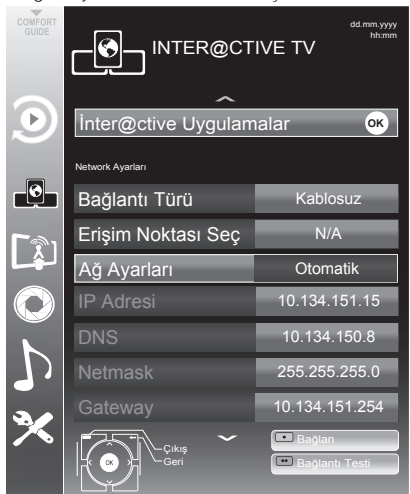 COMFORT
GUIDE
INTER@CTIVE TV
dd.mm.yyyy
hh:mm
İnter@ctive Uygulamalar
OK
Network Ayarları
Bağlantı Türü Kablosuz
Erişim Noktası Seç N/A
Ağ Ayarları Otomatik
IP Adresi 10.134.151.15
DNS 10.134.150.8
Netmask 255.255.255.0
Gateway 10.134.151.254
OK
Çıkış
Geri
Bağlan
Bağlantı Testi